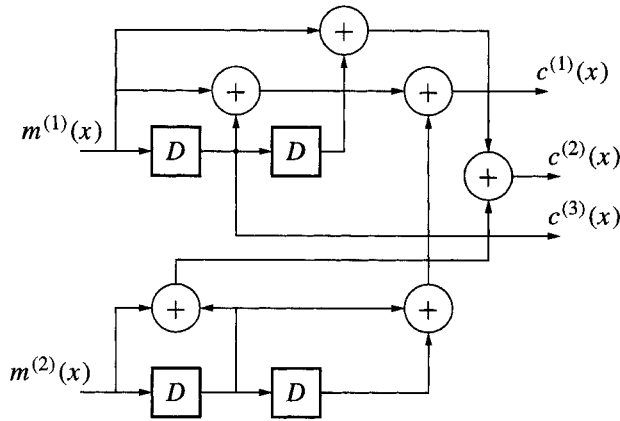 +
+
+
c^{(1)}(x)
m^{(1)}(x)
D
D
c^{(2)}(x)
+
c^{(3)}(x)
+
+
m^{(2)}(x)
D
D